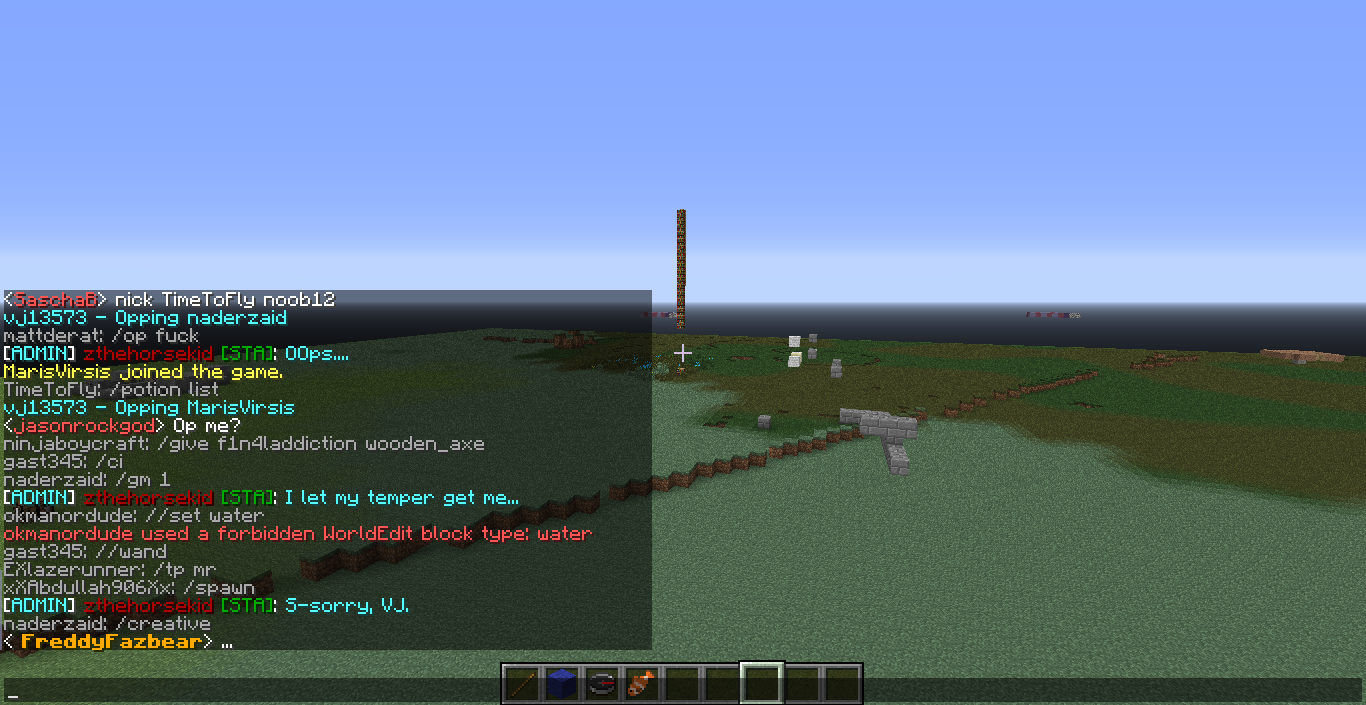 <SaschaB> nick TimeToFly noob12
vj13573 - Opping naderzaid
mattderat: /op fuck
[ADMIN] zthehorsekid [STA]: OOps....
MarisVirsis joined the game.
TimeToFly: /potion list
vj13573 - Opping MarisVirsis
<jasonrockgod> Op me?
ninjaboycraft: /give f1n4laddiction wooden_axe
gast345: /ci
naderzaid: /gm 1
[ADMIN] zthehorsekid [STA]: I let my temper get me...
okmanordude: //set water
okmanordude used a forbidden WorldEdit block type: water
gast345: //wand
EXlazerunner: /tp mr
xXAbdullah906Xx: /spawn
[ADMIN] zthehorsekid [STA]: S-sorry, VJ.
naderzaid: /creative
< FreddyFazbear> ...
_